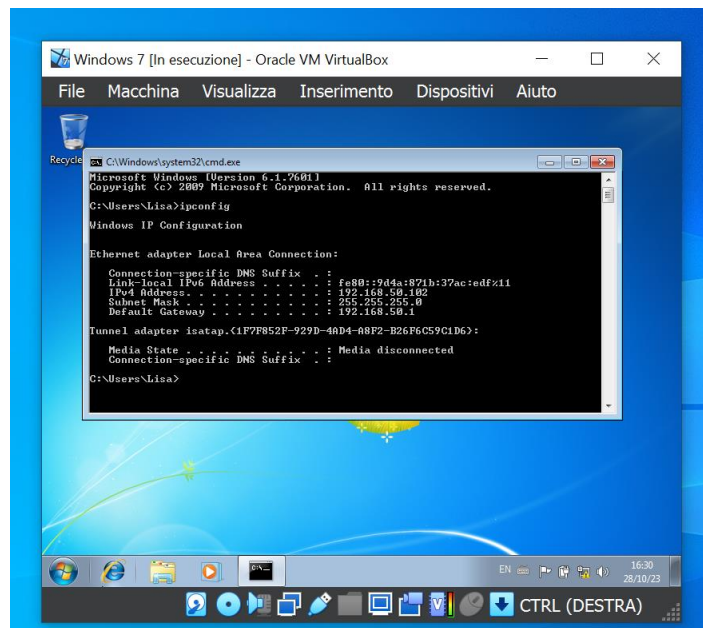 Windows 7 [In esecuzione] - Oracle VM VirtualBox
File Macchina Visualizza Inserimento Dispositivi Aiuto
Recycle
C:\Windows\system32\cmd.exe
Microsoft Windows [Version 6.1.7601]
Copyright (c) 2009 Microsoft Corporation.  All rights reserved.
C:\Users\Lisa>ipconfig
Windows IP Configuration
Ethernet adapter Local Area Connection:
Connection-specific DNS Suffix  . :
Link-local IPv6 Address . . . . . : fe80::9d4a:871b:37ac:edf%11
IPv4 Address. . . . . . . . . . . : 192.168.50.102
Subnet Mask . . . . . . . . . . . : 255.255.255.0
Default Gateway . . . . . . . . . : 192.168.50.1
Tunnel adapter isatap.{1F7F852F-929D-4AD4-A8F2-B26F6C59C1D6}:
Media State . . . . . . . . . . . : Media disconnected
Connection-specific DNS Suffix  . :
C:\Users\Lisa>
EN
16:30
28/10/23
CTRL (DESTRA)